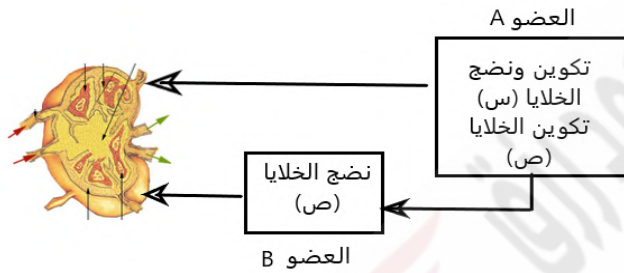 العضو A
تكوين ونضج
الخلايا (س)
تكوين الخلايا
(ص)
نضج الخلايا
(ص)
العضو B